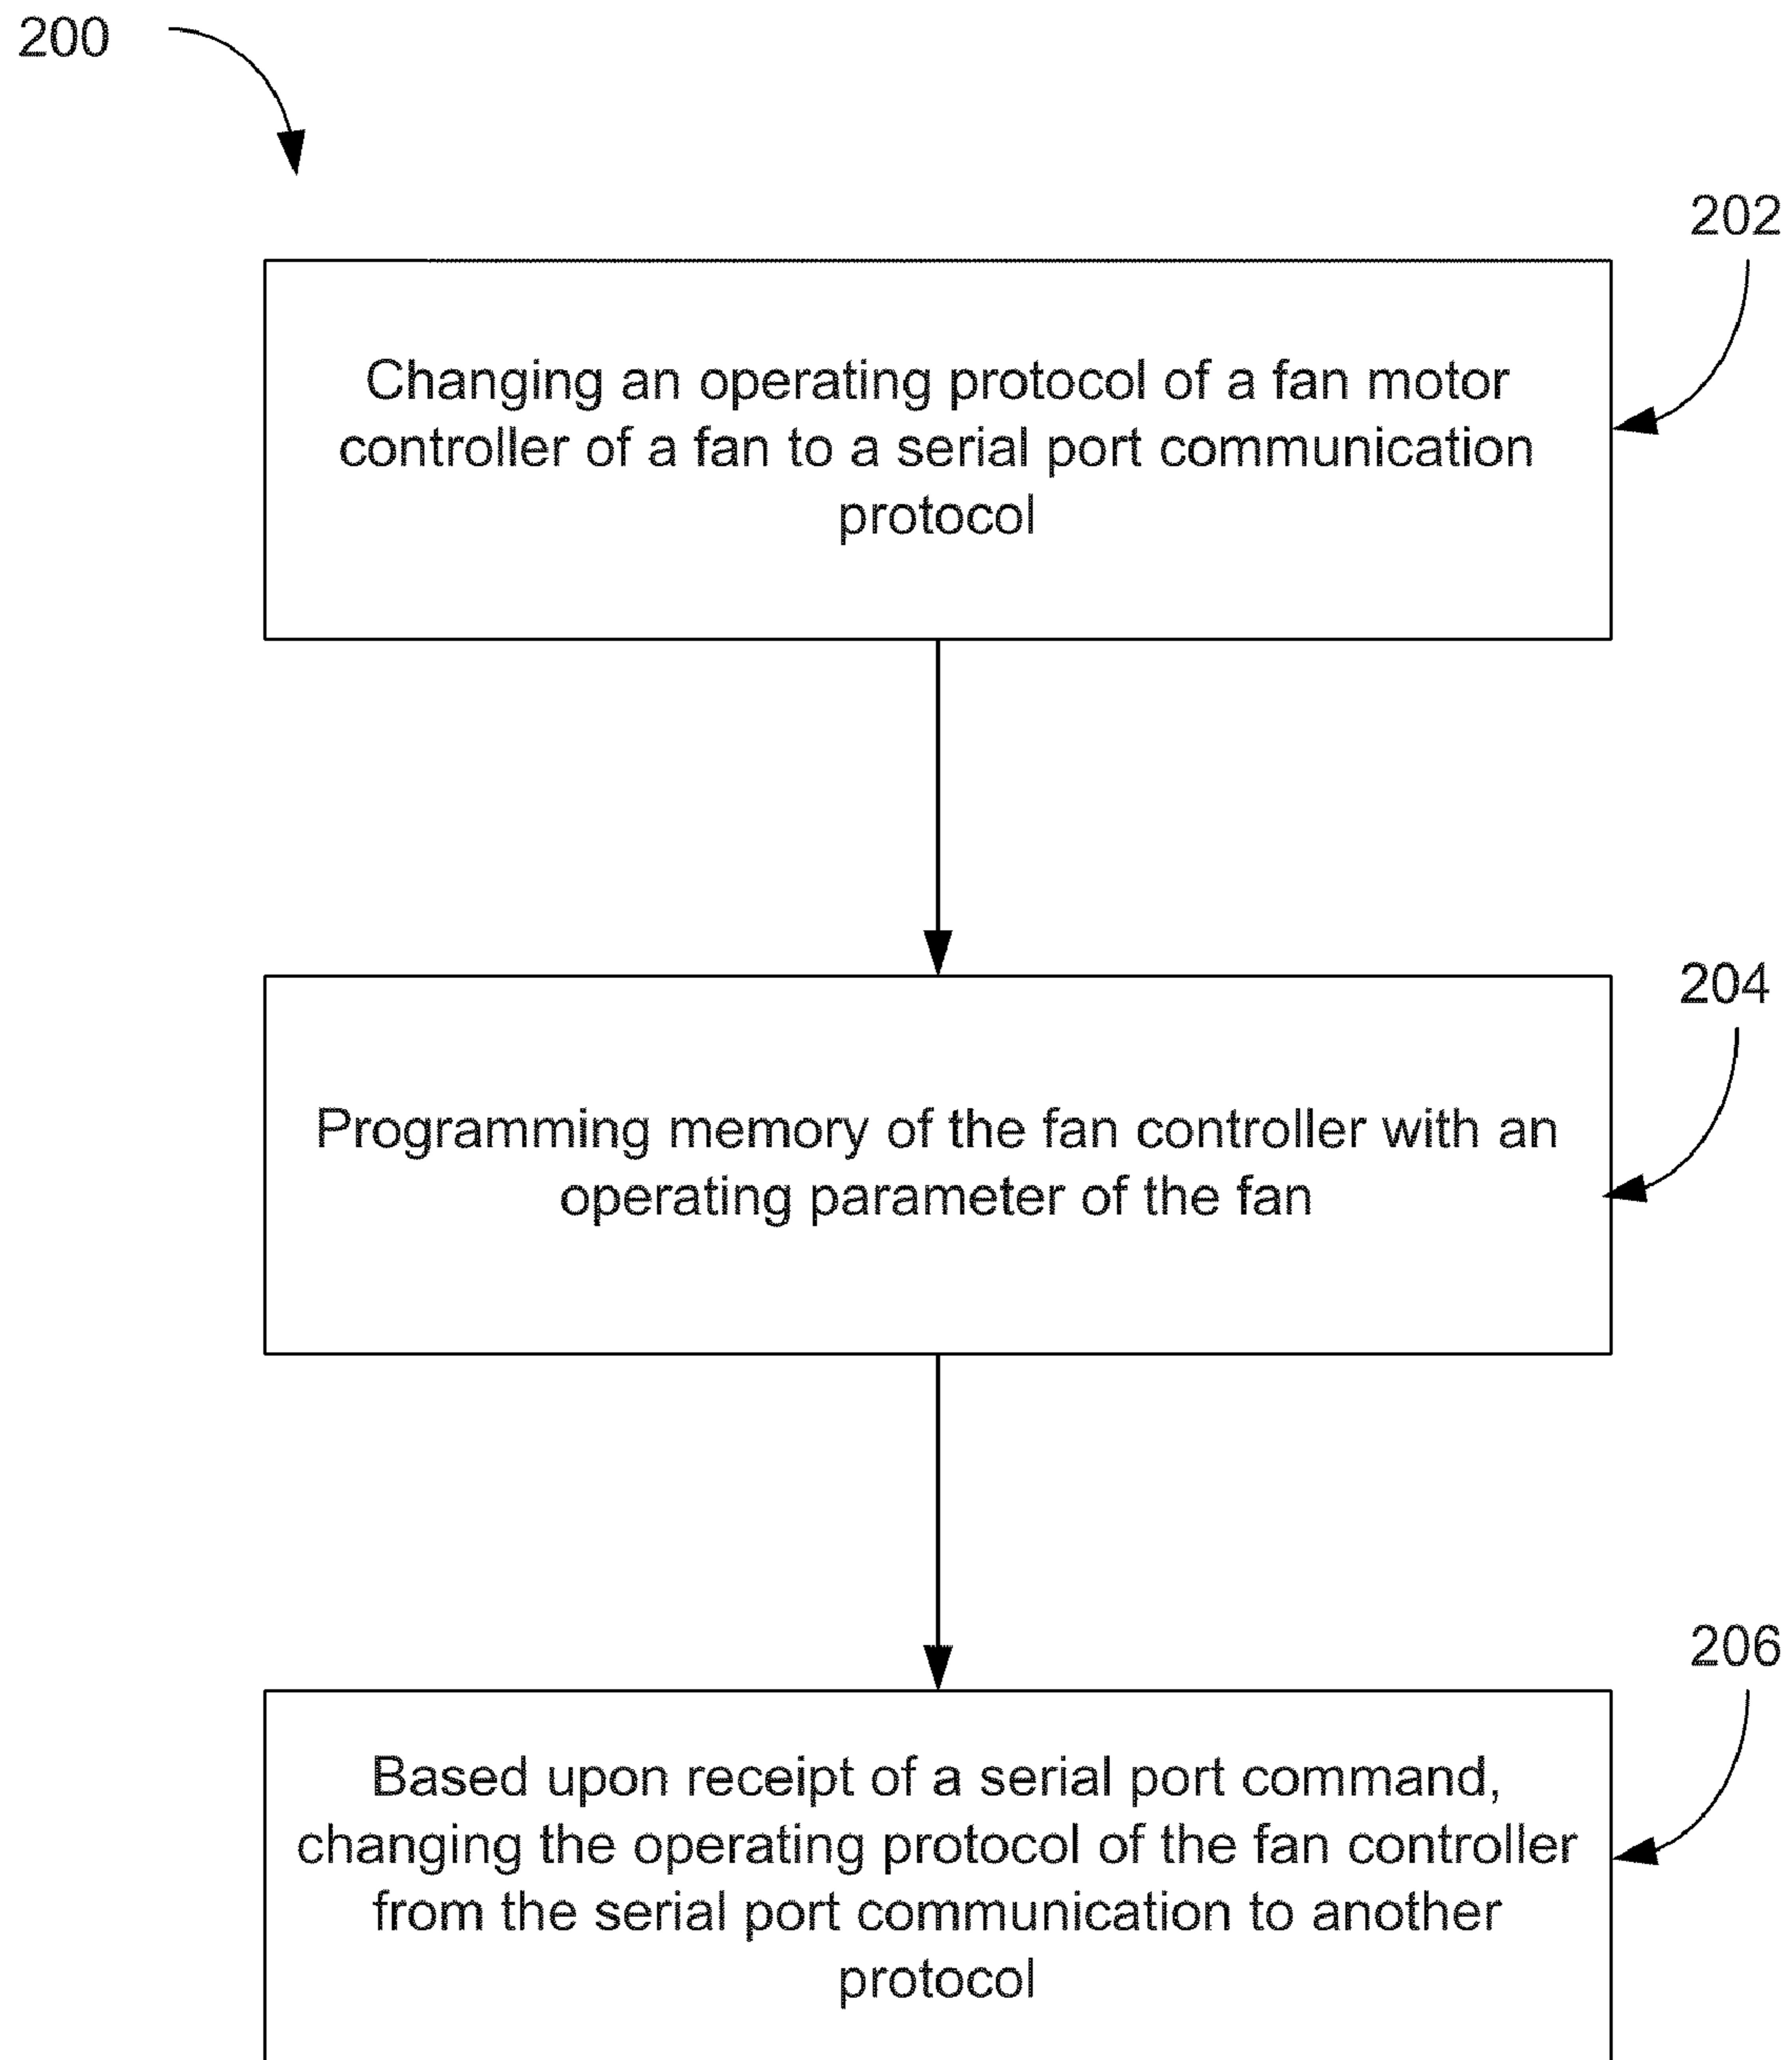 200
202
Changing an operating protocol of a fan motor
controller of a fan to a serial port communication
protocol
204
Programming memory of the fan controller with an
operating parameter of the fan
206
Based upon receipt of a serial port command,
changing the operating protocol of the fan controller
from the serial port communication to another
protocol